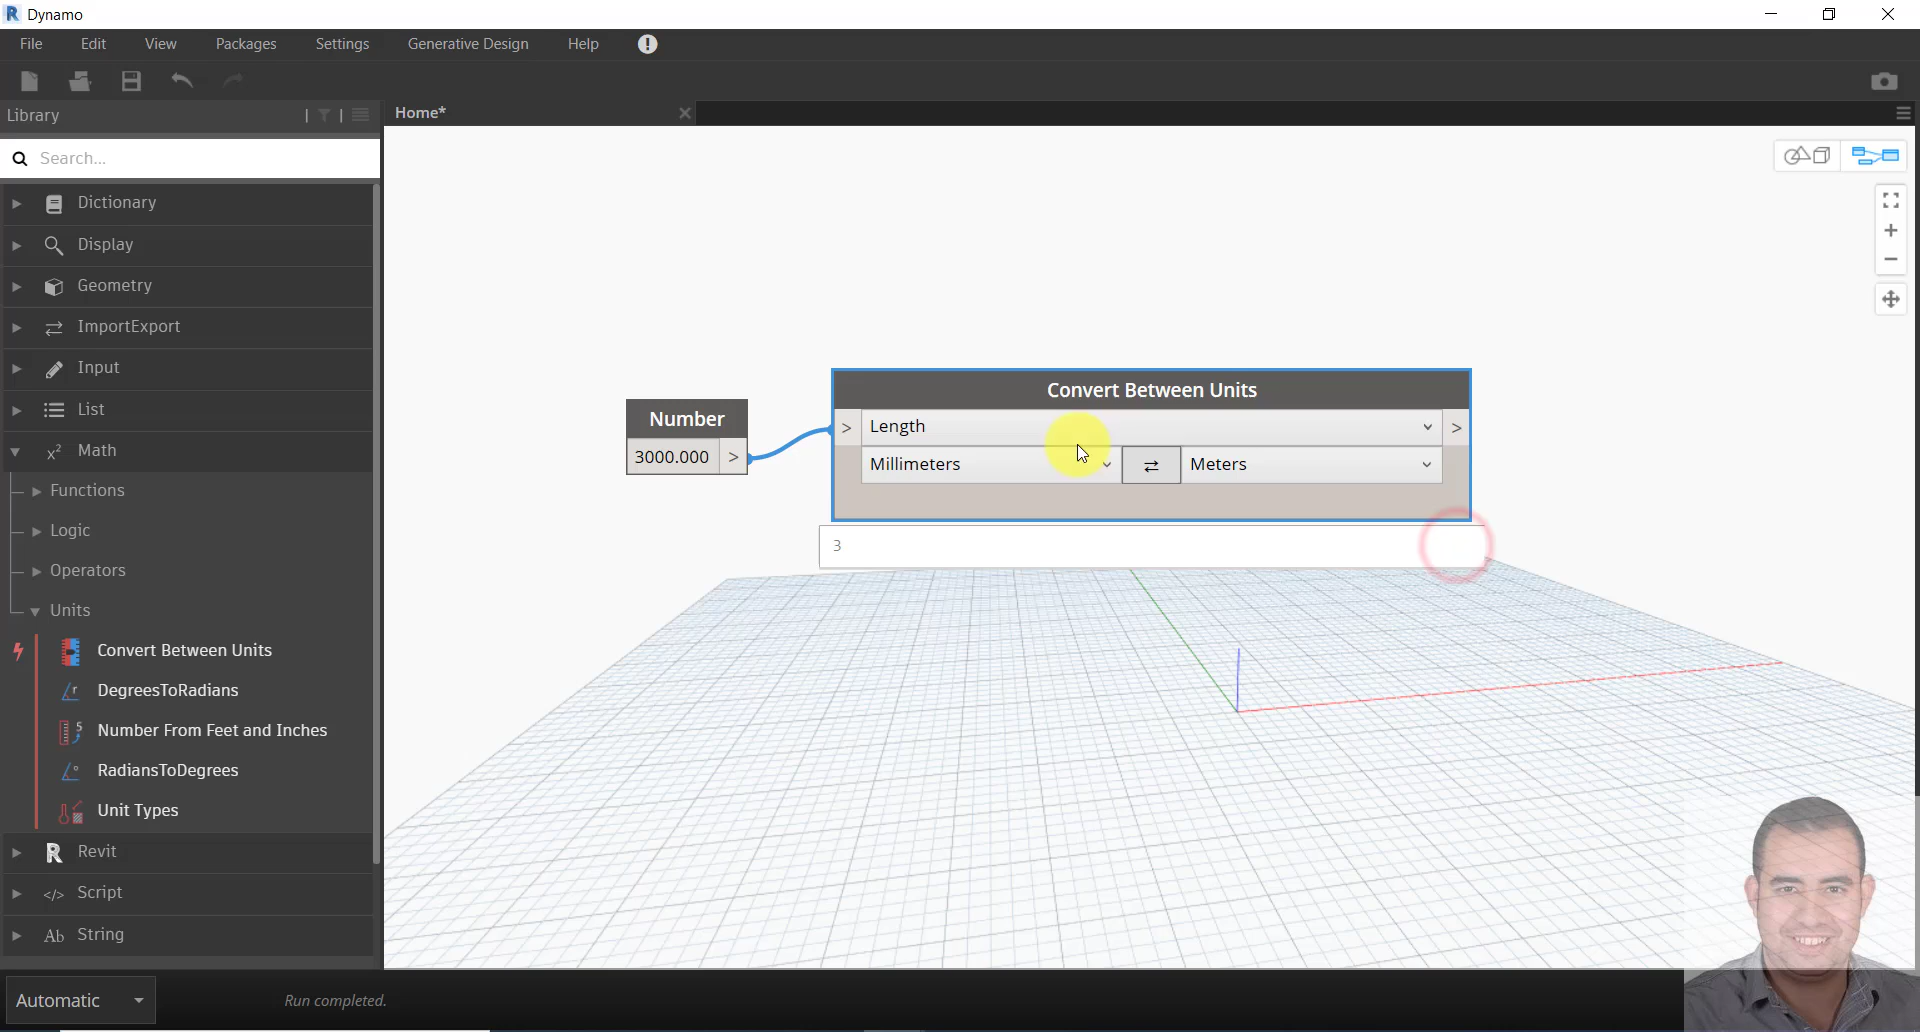 Dynamo
File Edit View Packages Settings Generative Design Help
Library
Home*
Search...
Dictionary
Display
Geometry
ImportExport
Input
List
Math
Functions
Logic
Operators
Units
Convert Between Units
DegreesToRadians
Number From Feet and Inches
RadiansToDegrees
Unit Types
Revit
Script
String
Number
3000.000 >
Convert Between Units
> Length >
Millimeters Meters
3
Automatic
Run completed.